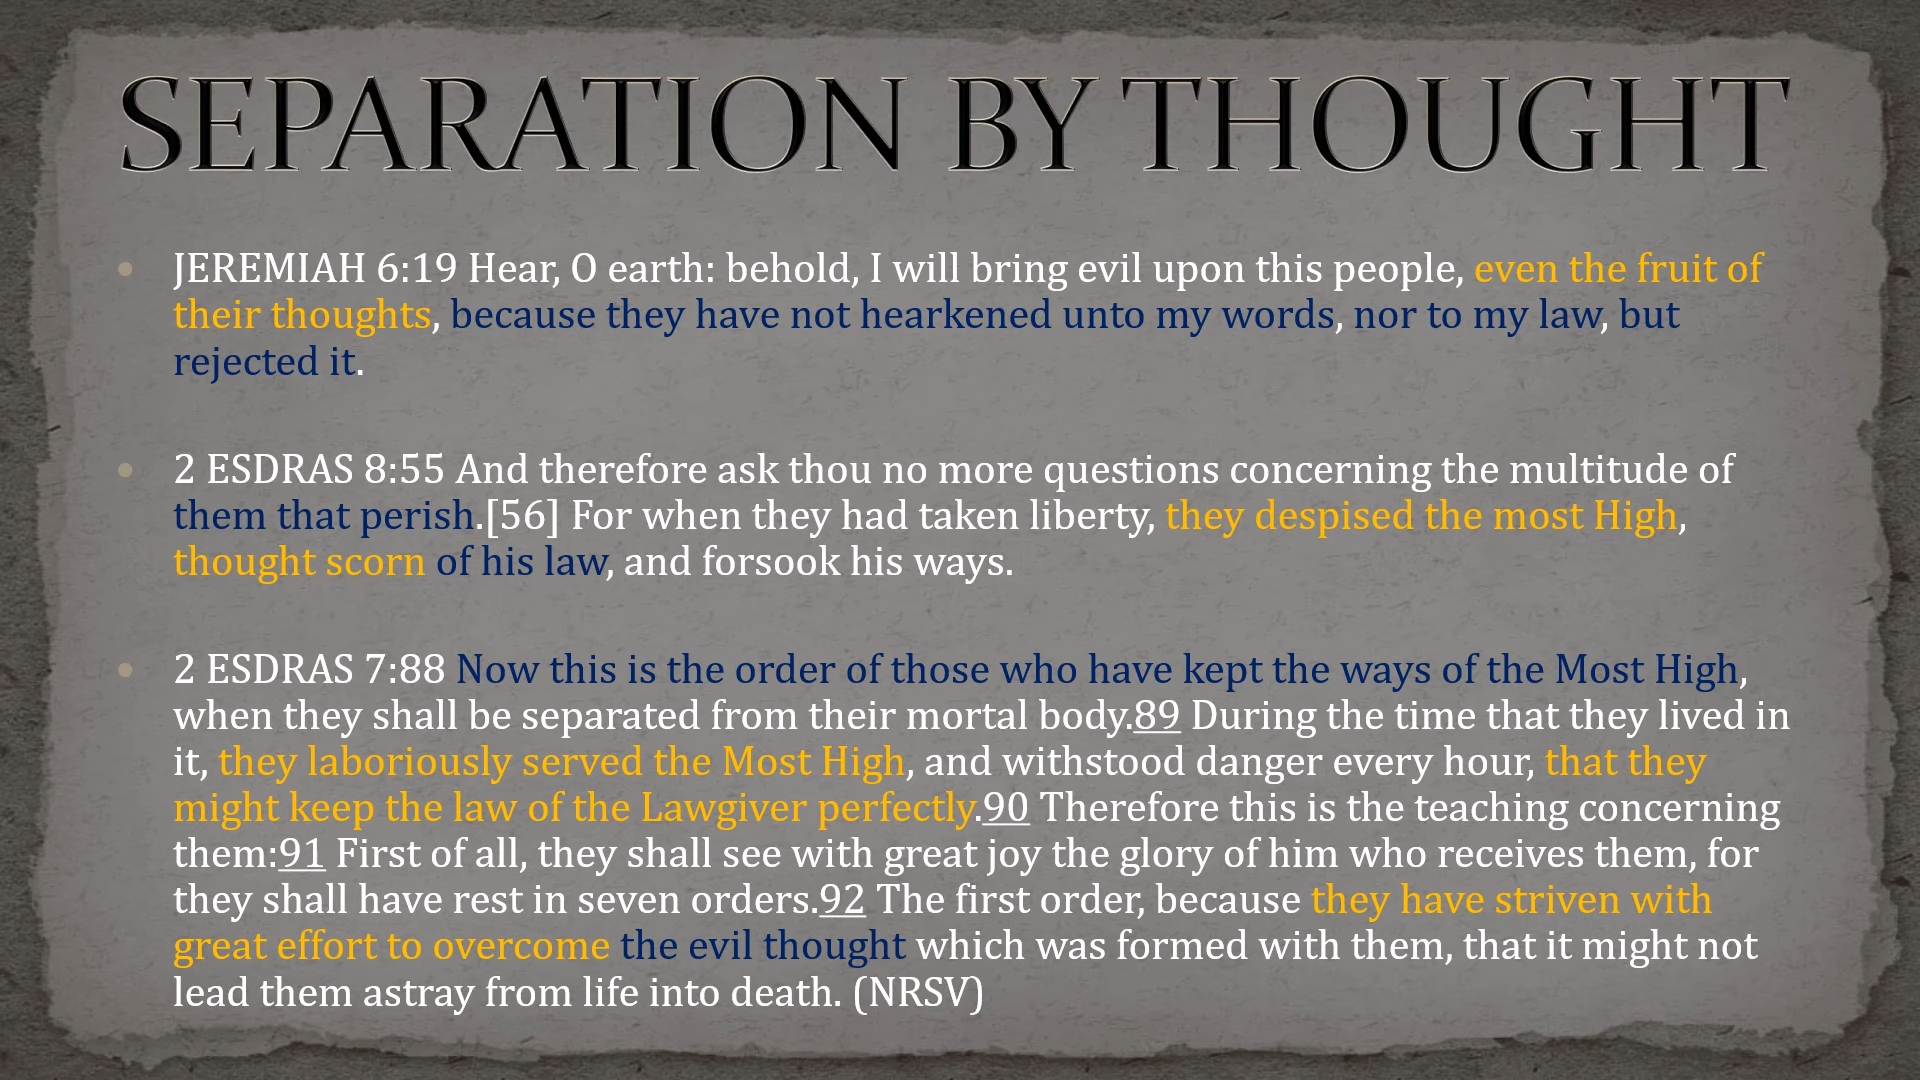 SEPARATION BY THOUGHT
• JEREMIAH 6:19 Hear, O earth: behold, I will bring evil upon this people, even the fruit of
their thoughts, because they have not hearkened unto my words, nor to my law, but
rejected it.
• 2 ESDRAS 8:55 And therefore ask thou no more questions concerning the multitude of
them that perish.[56] For when they had taken liberty, they despised the most High,
thought scorn of his law, and forsook his ways.
• 2 ESDRAS 7:88 Now this is the order of those who have kept the ways of the Most High,
when they shall be separated from their mortal body.89 During the time that they lived in
it, they laboriously served the Most High, and withstood danger every hour, that they
might keep the law of the Lawgiver perfectly.90 Therefore this is the teaching concerning
them:91 First of all, they shall see with great joy the glory of him who receives them, for
they shall have rest in seven orders.92 The first order, because they have striven with
great effort to overcome the evil thought which was formed with them, that it might not
lead them astray from life into death. (NRSV)